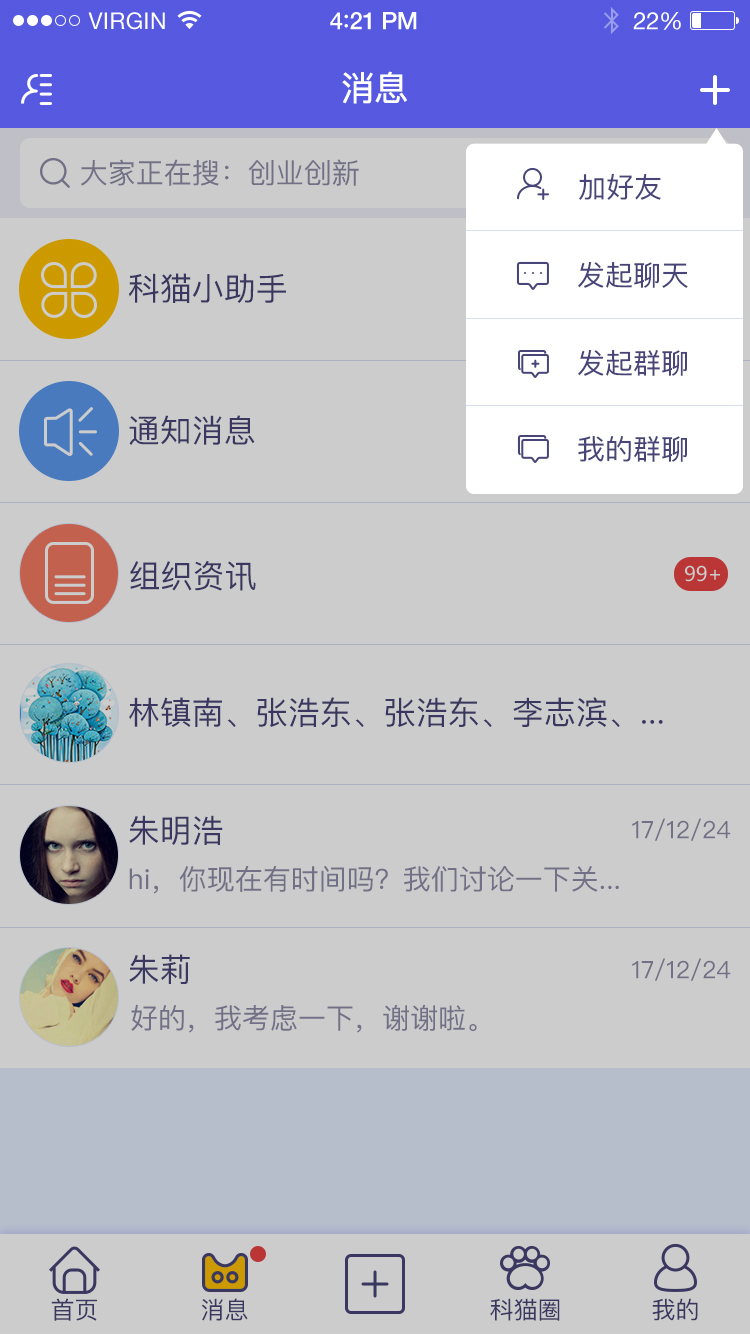 VIRGIN 4:21 PM 22%
消息
大家正在搜：创业创新
加好友
发起聊天
发起群聊
我的群聊
科猫小助手
通知消息
组织资讯 99+
林镇南、张浩东、张浩东、李志滨、...
朱明浩 17/12/24
hi，你现在有时间吗？我们讨论一下关...
朱莉 17/12/24
好的，我考虑一下，谢谢啦。
首页 消息 科猫圈 我的